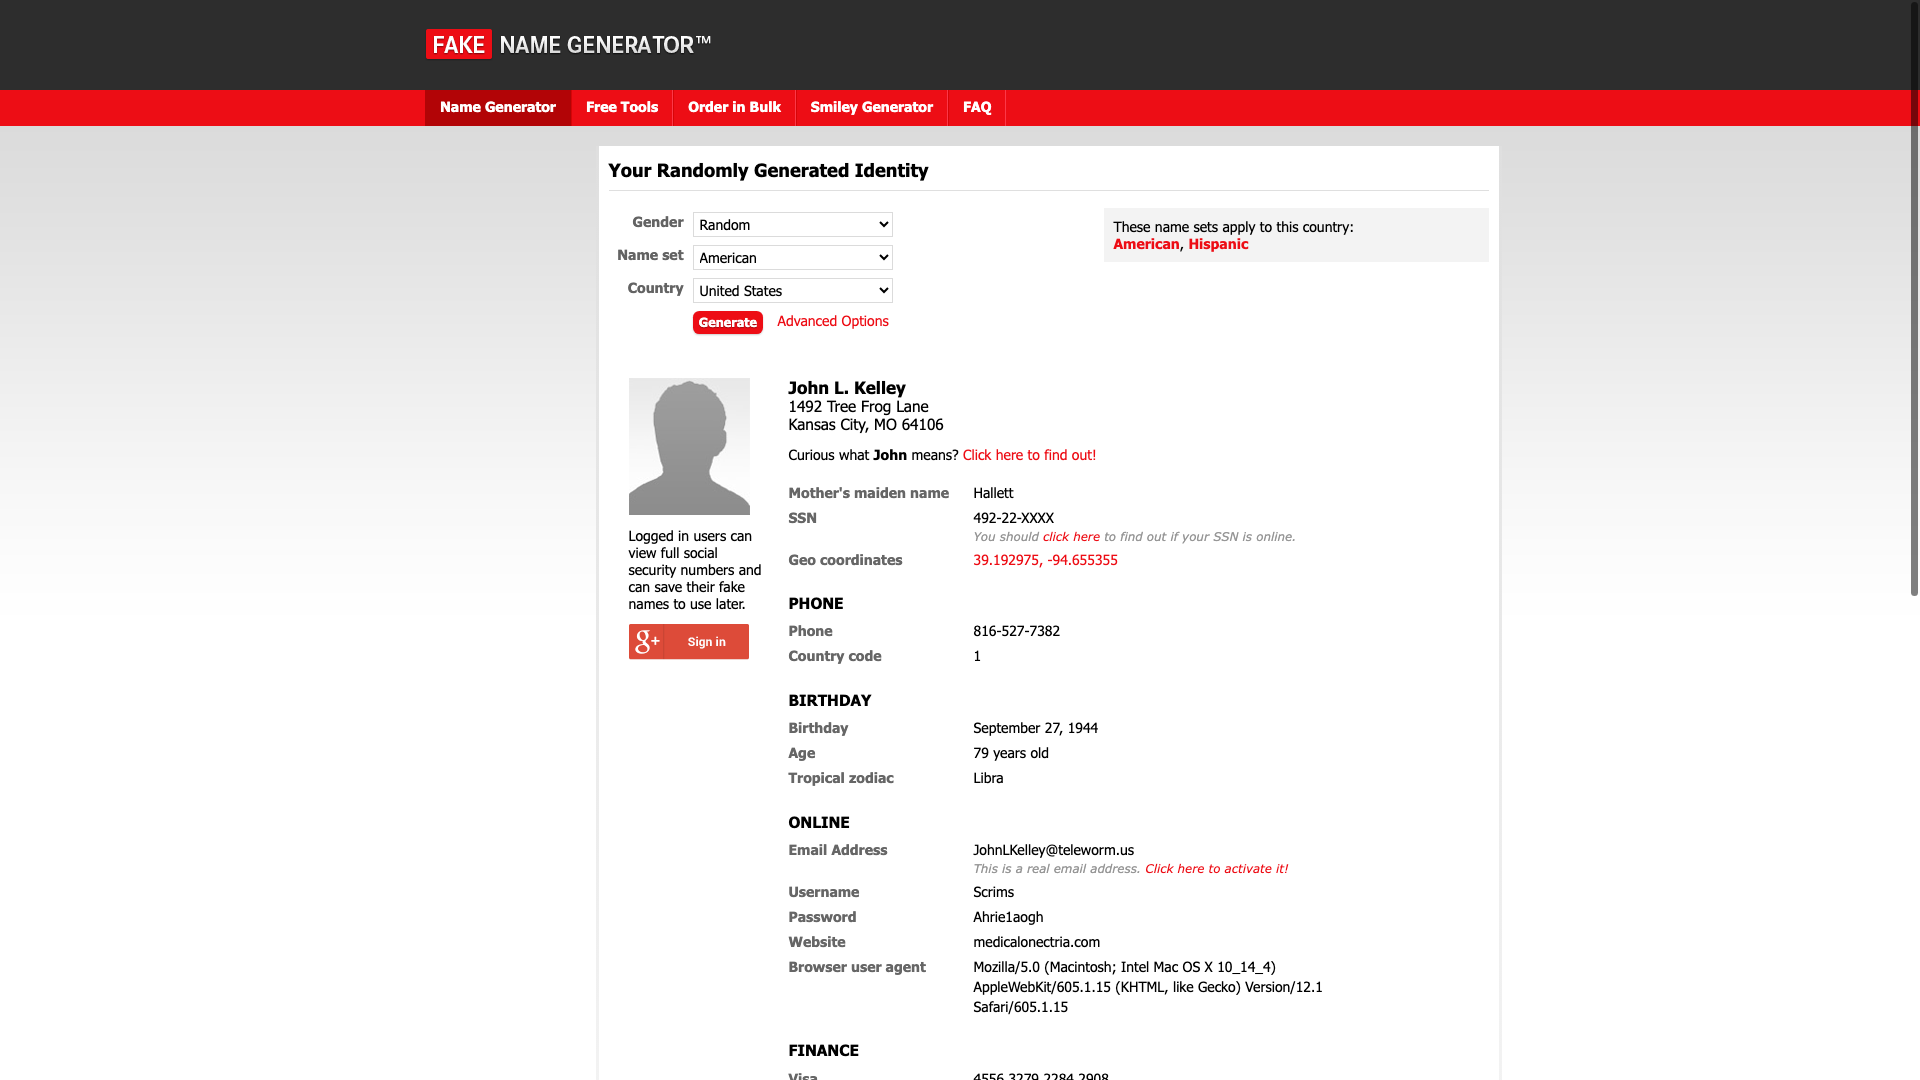 FAKE NAME GENERATOR™
Name Generator
Free Tools
Order in Bulk
Smiley Generator
FAQ
Your Randomly Generated Identity
Gender
Random
Name set
American
Country
United States
Generate
Advanced Options
These name sets apply to this country:
American, Hispanic
Logged in users can
view full social
security numbers and
can save their fake
names to use later.
g+ Sign in
John L. Kelley
1492 Tree Frog Lane
Kansas City, MO 64106
Curious what John means? Click here to find out!
Mother's maiden name Hallett
SSN 492-22-XXXX
You should click here to find out if your SSN is online.
Geo coordinates 39.192975, -94.655355
PHONE
Phone 816-527-7382
Country code 1
BIRTHDAY
Birthday September 27, 1944
Age 79 years old
Tropical zodiac Libra
ONLINE
Email Address JohnLKelley@teleworm.us
This is a real email address. Click here to activate it!
Username Scrims
Password Ahrie1aogh
Website medicalonectria.com
Browser user agent Mozilla/5.0 (Macintosh; Intel Mac OS X 10_14_4)
AppleWebKit/605.1.15 (KHTML, like Gecko) Version/12.1
Safari/605.1.15
FINANCE
Visa 4556 3279 2284 2908